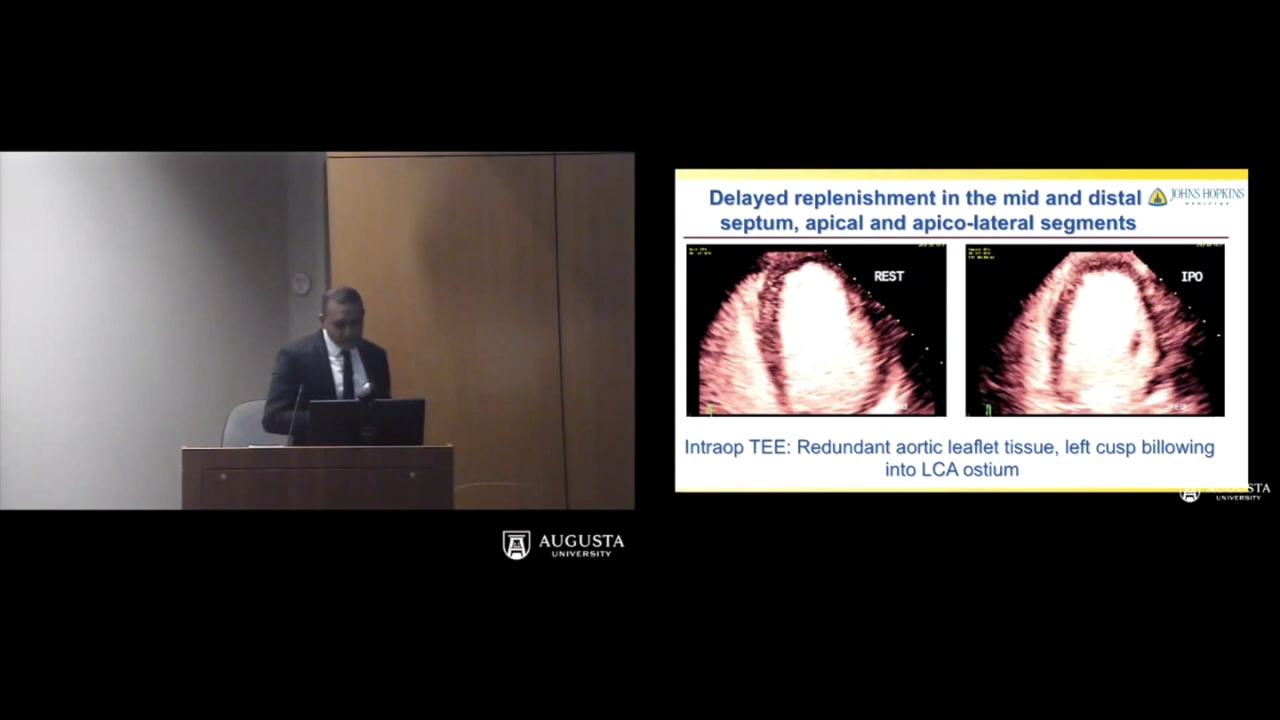 Delayed replenishment in the mid and distal
septum, apical and apico-lateral segments
JOHNS HOPKINS
MEDICINE
REST
IPO
Intraop TEE: Redundant aortic leaflet tissue, left cusp billowing
into LCA ostium
AUGUSTA
UNIVERSITY
UNIVERSITY